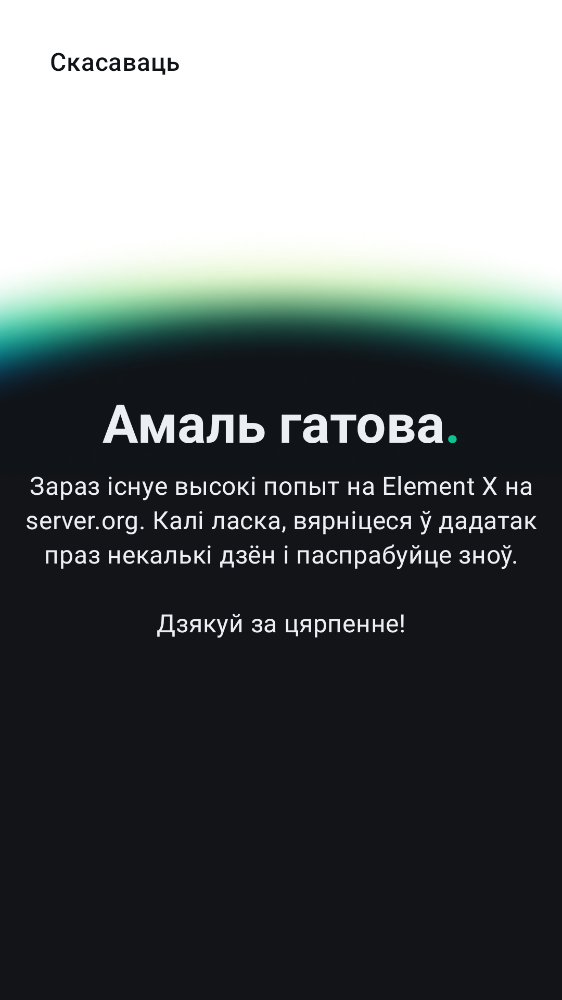 Скасаваць
Амаль гатова.
Зараз існуе высокі попыт на Element X на
server.org. Калі ласка, вярніцеся ў дадатак
праз некалькі дзён і паспрабуйце зноў.
Дзякуй за цярпенне!